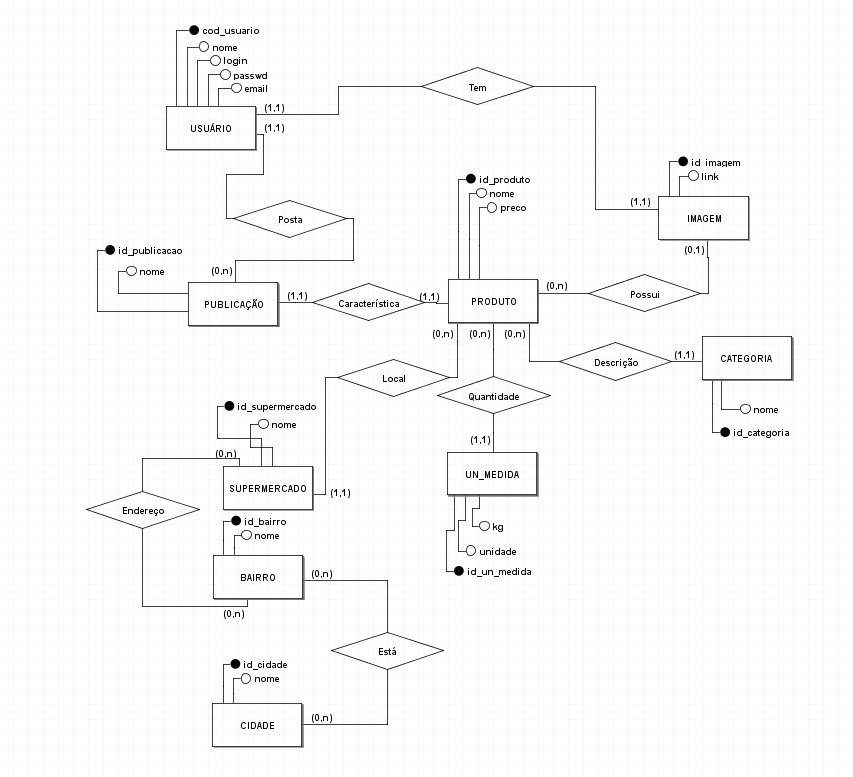 cod_usuario
nome
login
passwd
email
(1,1)
USUÁRIO
(1,1)
Tem
id_imagem
link
(1,1)
IMAGEM
(0,1)
id_produto
nome
preco
Posta
id_publicacao
nome
(0,n)
PUBLICAÇÃO
(1,1)
Característica
(1,1)
PRODUTO
(0,n)
Possui
(0,n)
(0,n)
(0,n)
Descrição
(1,1)
CATEGORIA
nome
id_categoria
Local
Quantidade
(1,1)
UN_MEDIDA
kg
unidade
id_un_medida
id_supermercado
nome
(0,n)
SUPERMERCADO
(1,1)
Endereço
id_bairro
nome
BAIRRO
(0,n)
(0,n)
Está
id_cidade
nome
CIDADE
(0,n)